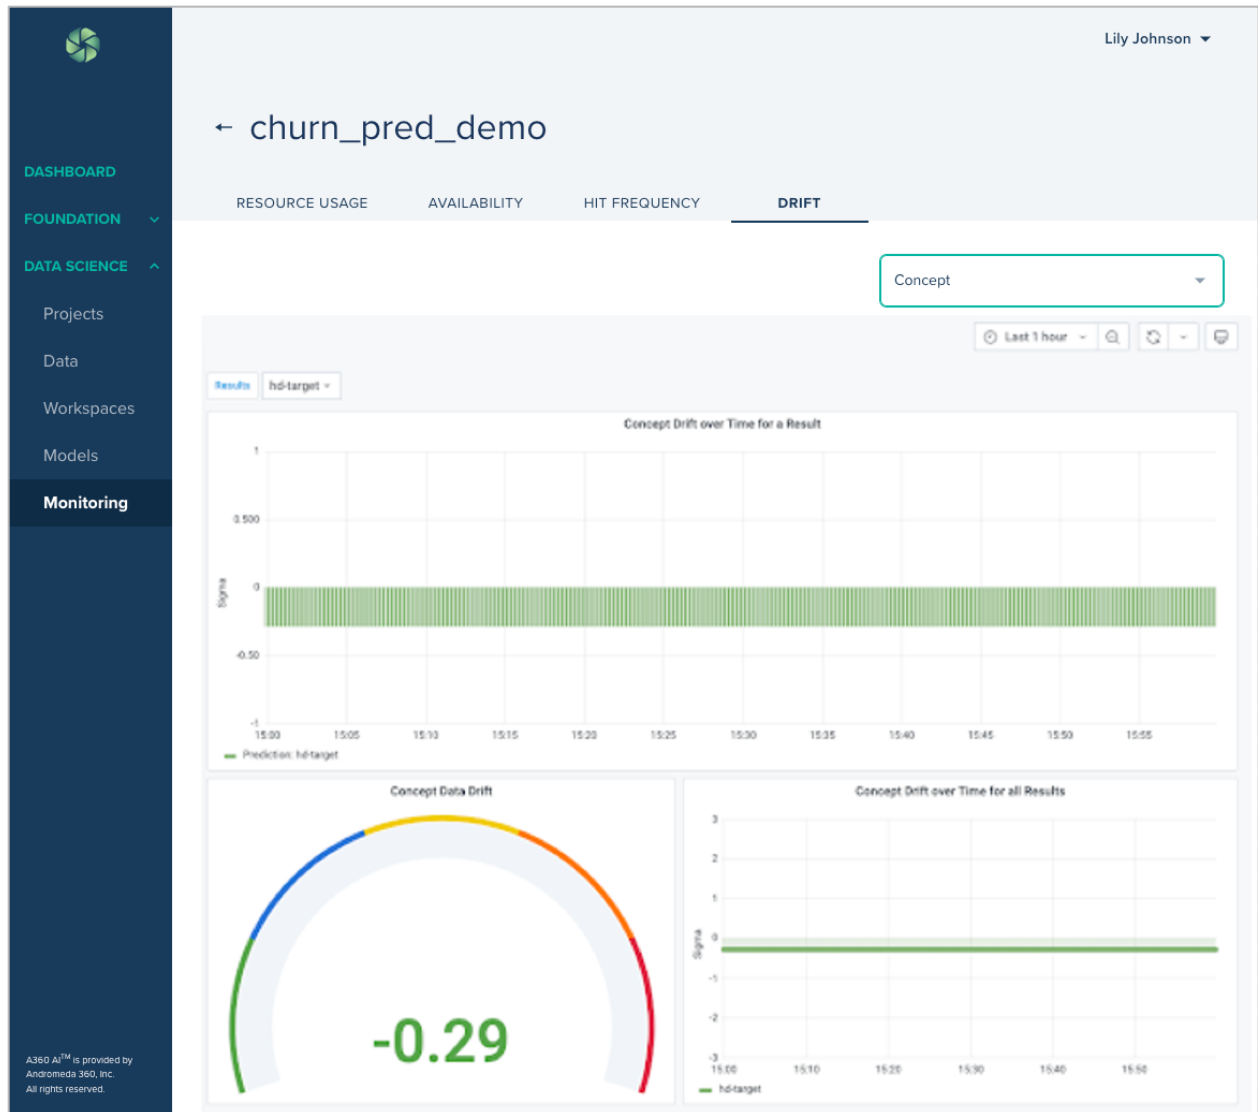 Lily Johnson
← churn_pred_demo
DASHBOARD
FOUNDATION
DATA SCIENCE
Projects
Data
Workspaces
Models
Monitoring
A360 AI™ is provided by
Andromeda 360, Inc.
All rights reserved.
RESOURCE USAGE AVAILABILITY HIT FREQUENCY DRIFT
Concept
Last 1 hour
Results hd-target
Concept Drift over Time for a Result
1
0.500
0
-0.50
-1
Sigma
15:00 15:05 15:10 15:15 15:20 15:25 15:30 15:35 15:40 15:45 15:50 15:55
Prediction: hd-target
Concept Data Drift
-0.29
Concept Drift over Time for all Results
3
2
1
0
-1
-2
-3
Sigma
15:00 15:10 15:20 15:30 15:40 15:50
hd-target